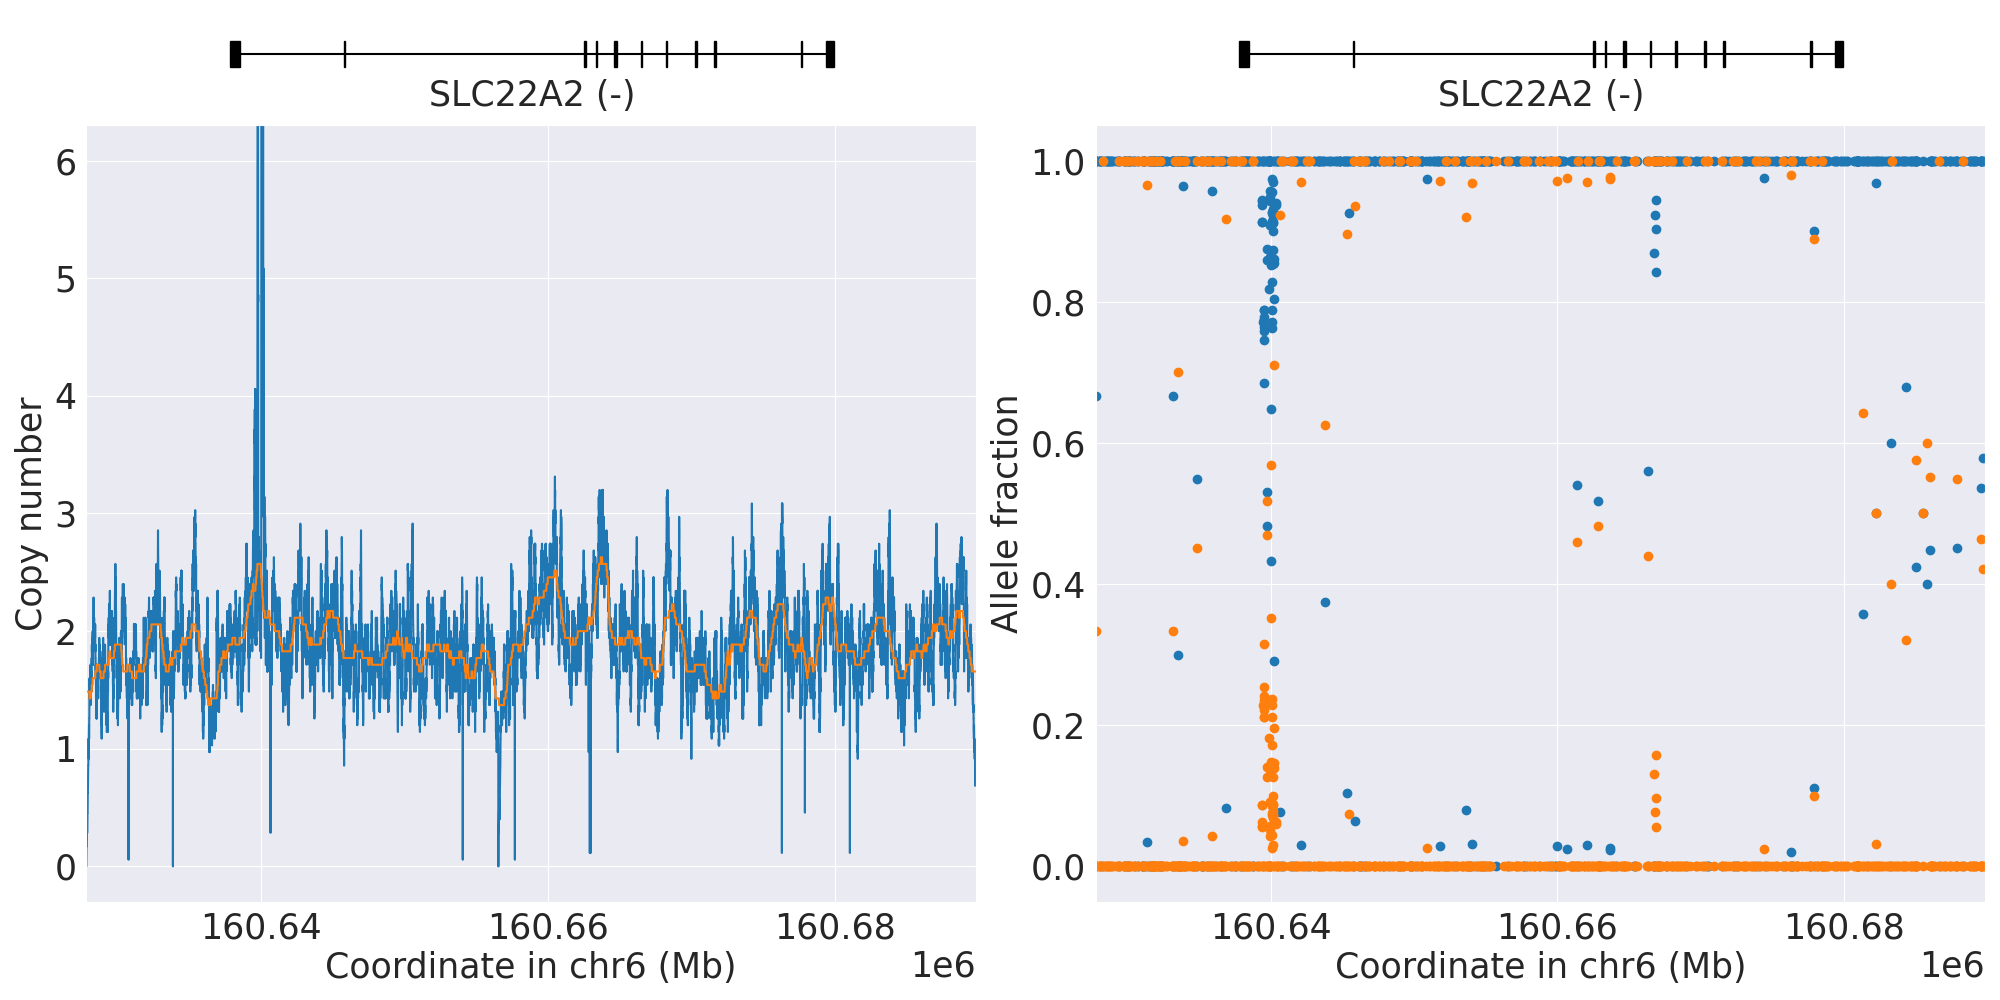 SLC22A2 (-)
6
5
4
3
2
1
0
Copy number
160.64 160.66 160.68
Coordinate in chr6 (Mb) 1e6
SLC22A2 (-)
1.0
0.8
0.6
0.4
0.2
0.0
Allele fraction
160.64 160.66 160.68
Coordinate in chr6 (Mb) 1e6